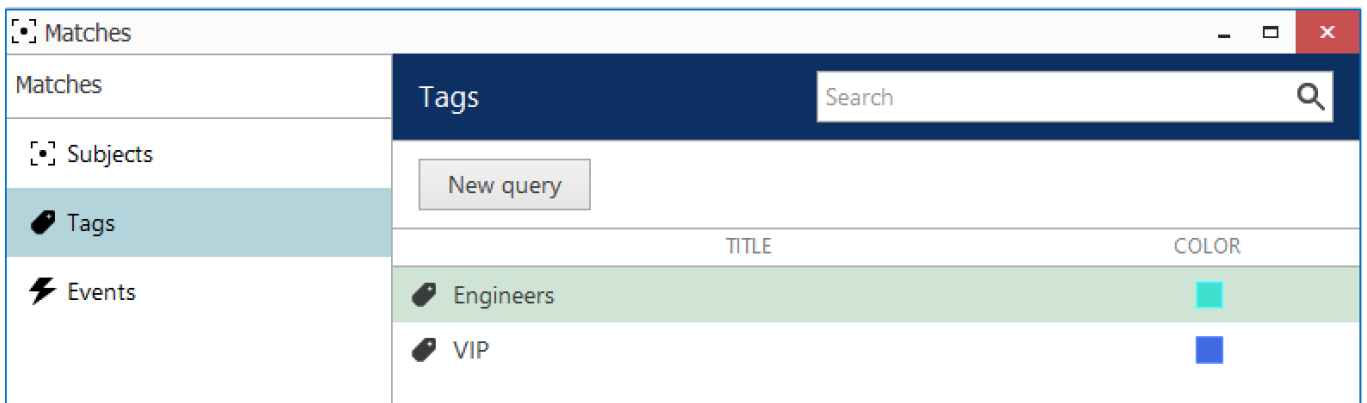 Matches
Matches
Subjects
Tags
Events
Tags
Search
New query
TITLE COLOR
Engineers
VIP